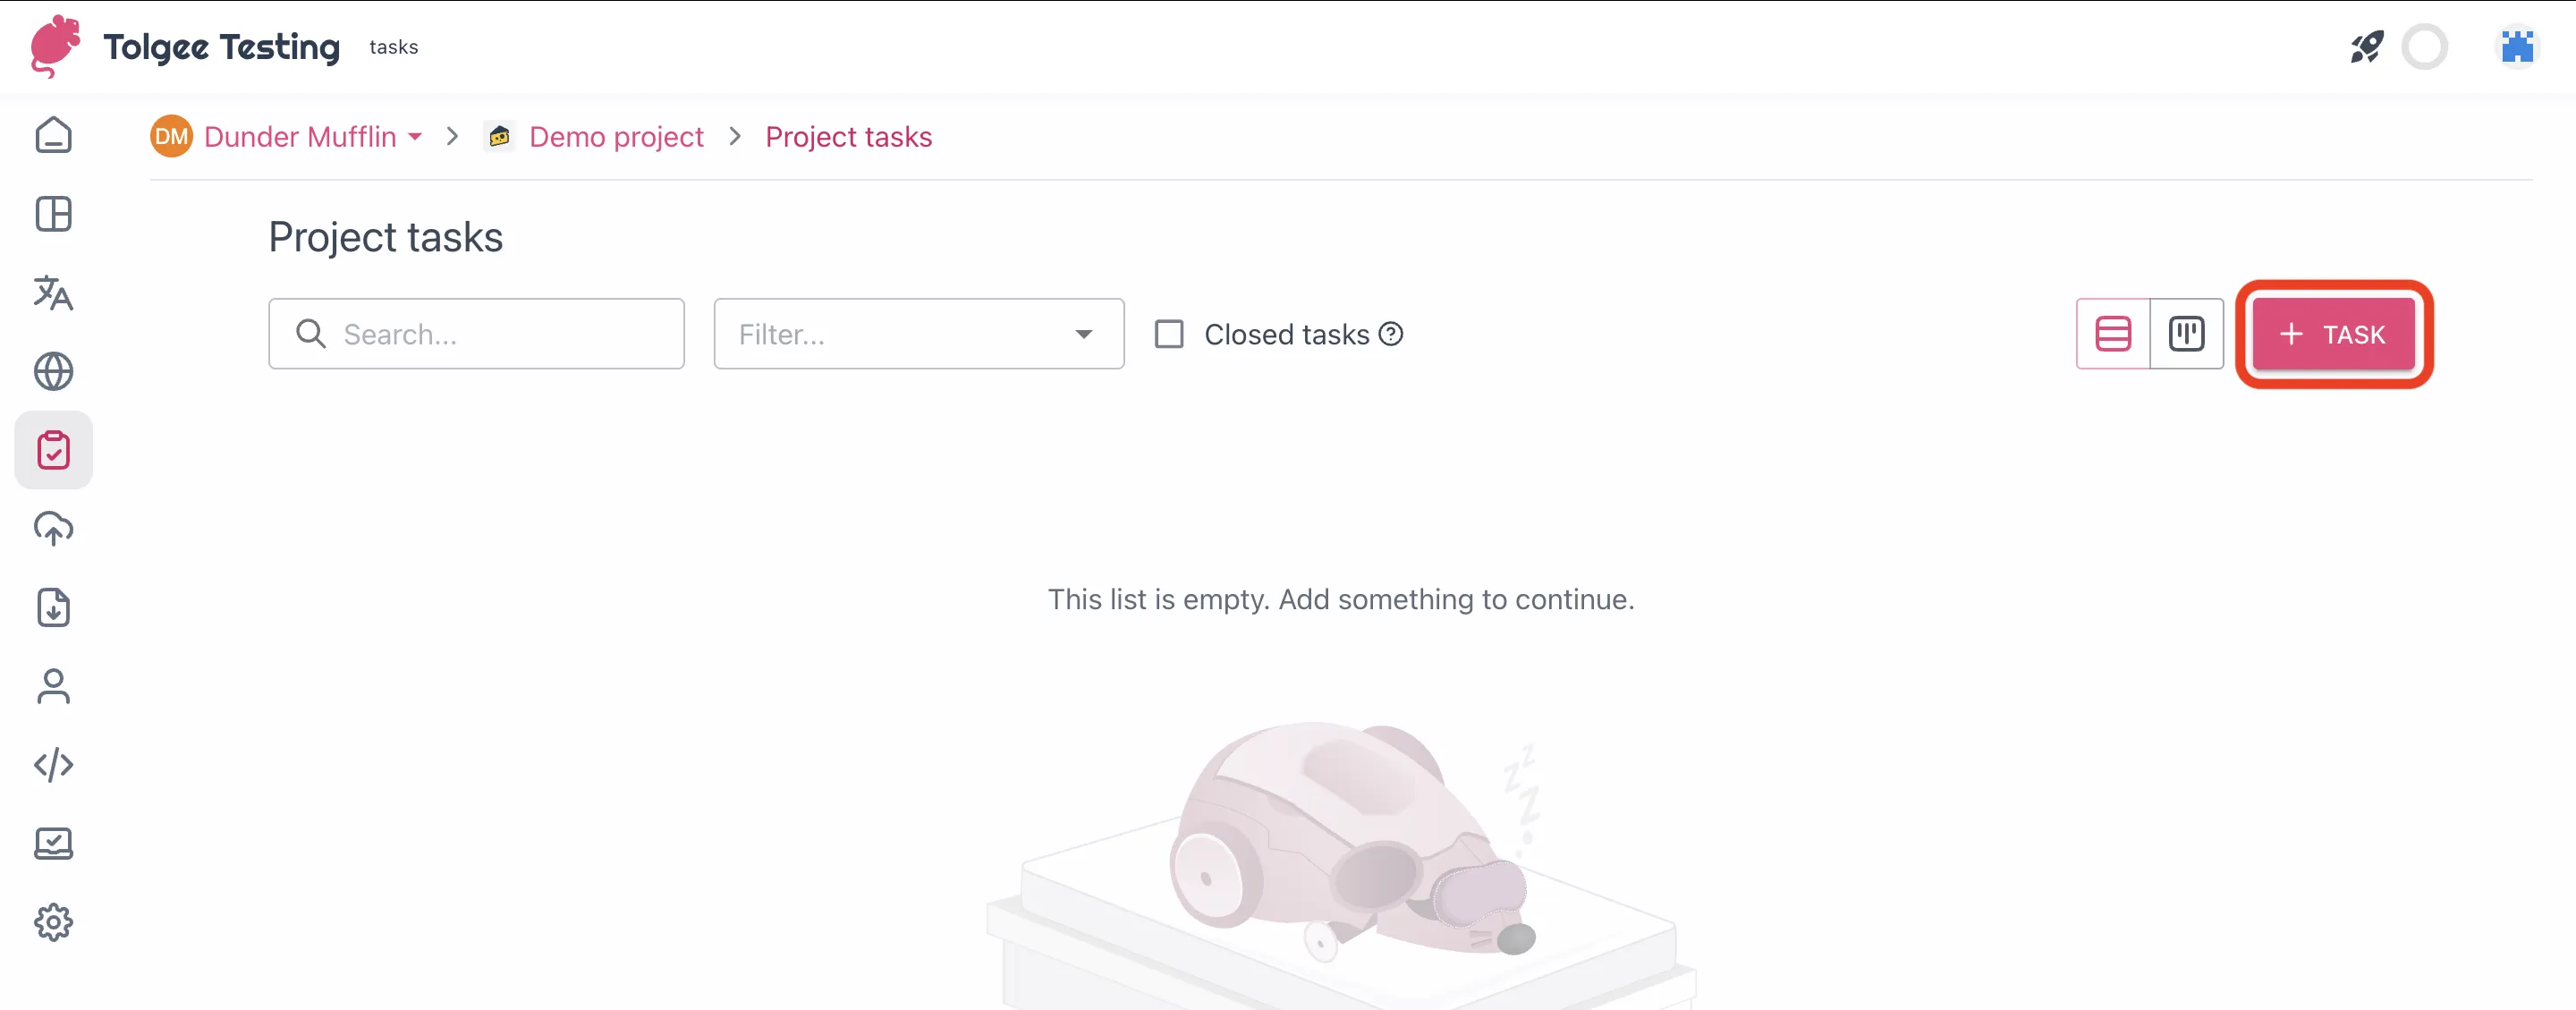 Tolgee Testing tasks
DM Dunder Mufflin > Demo project > Project tasks
Project tasks
Search... Filter... Closed tasks ? + TASK
This list is empty. Add something to continue.
z
z
z